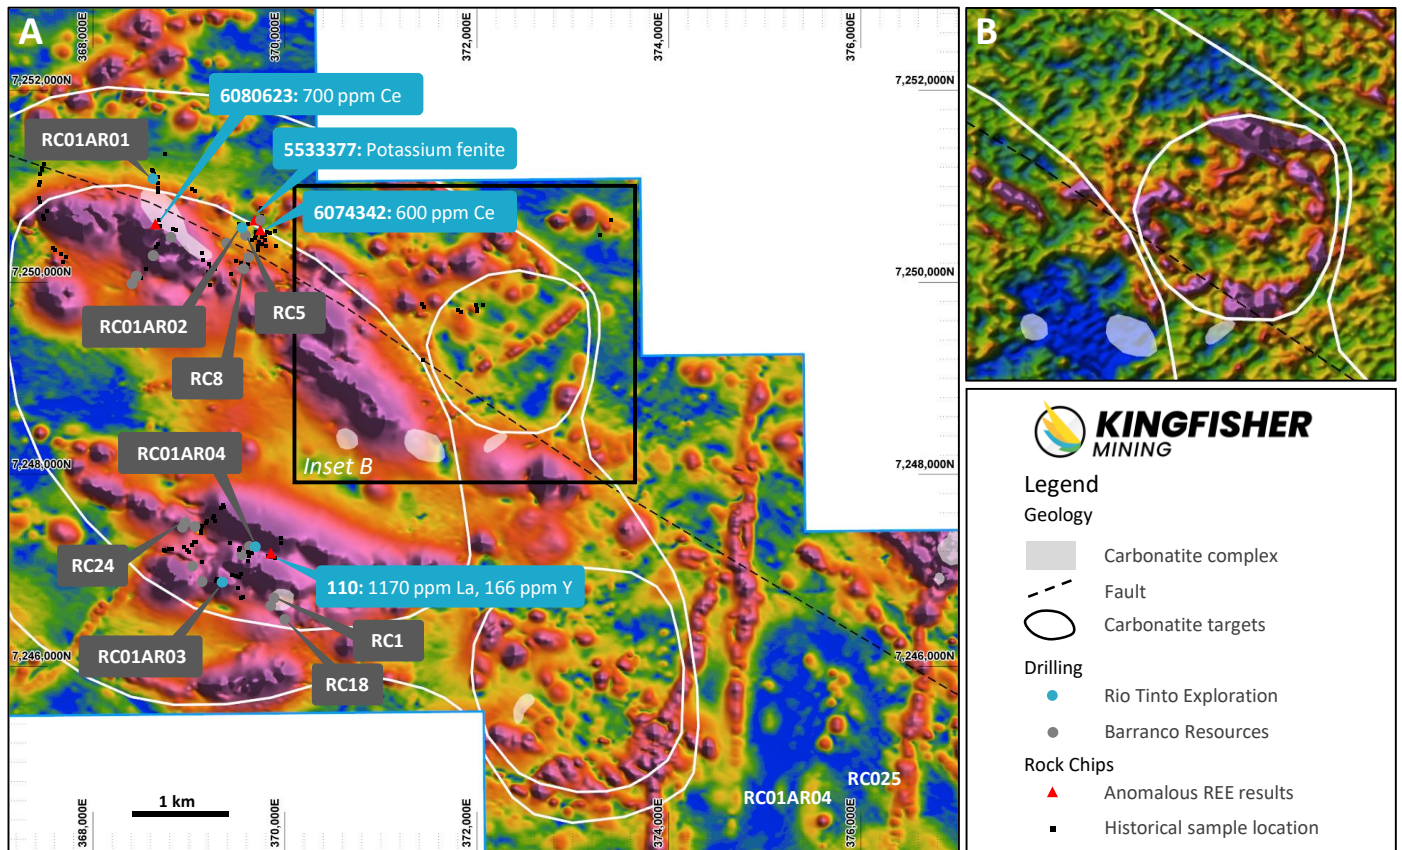 A
368,000E
370,000E
372,000E
374,000E
376,000E
7,252,000N
7,252,000N
6080623: 700 ppm Ce
RC01AR01
5533377: Potassium fenite
6074342: 600 ppm Ce
7,250,000N
7,250,000N
RC01AR02
RC5
RC8
Inset B
RC01AR04
7,248,000N
7,248,000N
RC24
110: 1170 ppm La, 166 ppm Y
RC01AR03
RC1
RC18
7,246,000N
7,246,000N
RC025
RC01AR04
1 km
368,000E
370,000E
372,000E
374,000E
376,000E
B
KINGFISHER
MINING
Legend
Geology
Carbonatite complex
Fault
Carbonatite targets
Drilling
Rio Tinto Exploration
Barranco Resources
Rock Chips
Anomalous REE results
Historical sample location